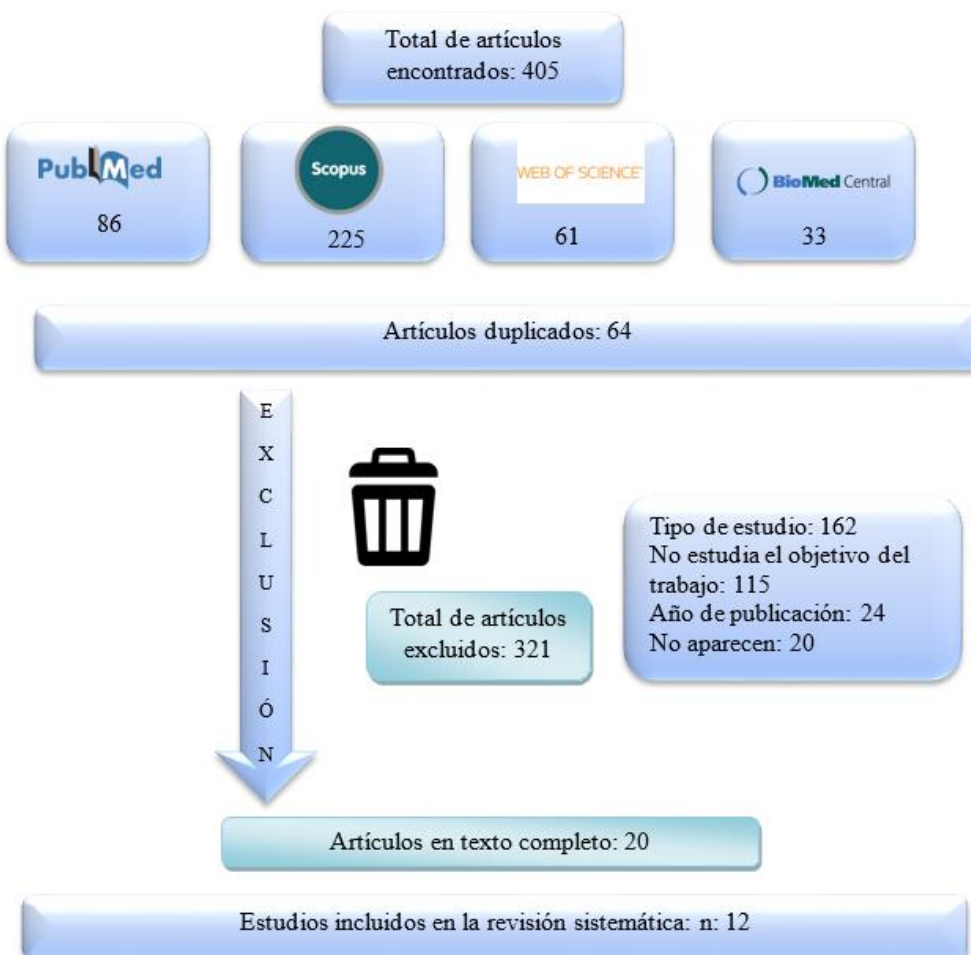 Total de artículos
encontrados: 405
PubMed
86
Scopus
225
WEB OF SCIENCE™
61
BioMed Central
33
Artículos duplicados: 64
E
X
C
L
U
S
I
Ó
N
Total de artículos
excluidos: 321
Tipo de estudio: 162
No estudia el objetivo del
trabajo: 115
Año de publicación: 24
No aparecen: 20
Artículos en texto completo: 20
Estudios incluidos en la revisión sistemática: n: 12